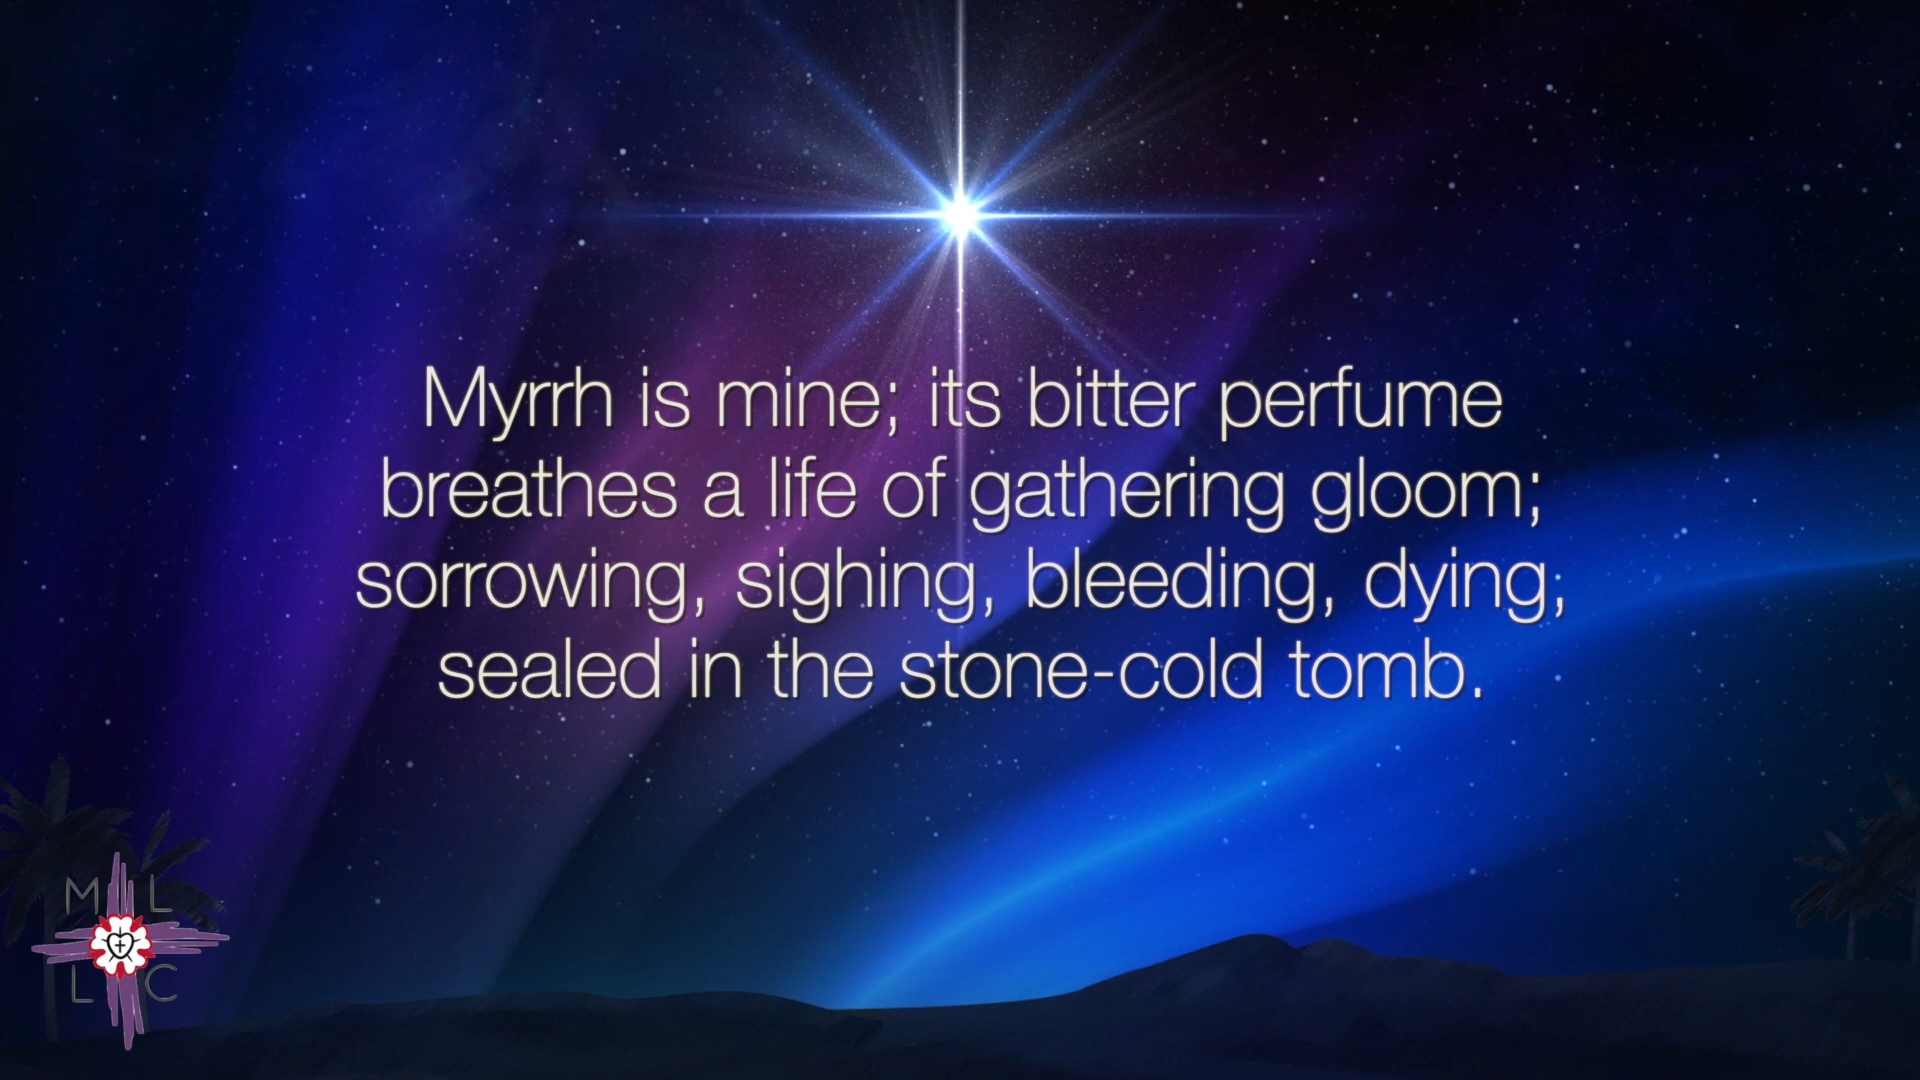 Myrrh is mine; its bitter perfume
breathes a life of gathering gloom;
sorrowing, sighing, bleeding, dying,
sealed in the stone-cold tomb.
M L
L C